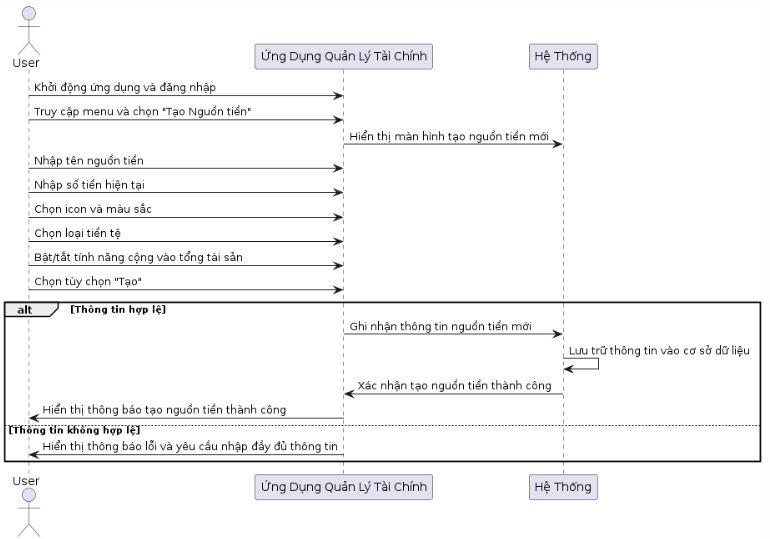 User
Ứng Dụng Quản Lý Tài Chính
Hệ Thống
Khởi động ứng dụng và đăng nhập
Truy cập menu và chọn "Tạo Nguồn tiền"
Hiển thị màn hình tạo nguồn tiền mới
Nhập tên nguồn tiền
Nhập số tiền hiện tại
Chọn icon và màu sắc
Chọn loại tiền tệ
Bật/tắt tính năng cộng vào tổng tài sản
Chọn tùy chọn "Tạo"
alt
[Thông tin hợp lệ]
Ghi nhận thông tin nguồn tiền mới
Lưu trữ thông tin vào cơ sở dữ liệu
Xác nhận tạo nguồn tiền thành công
Hiển thị thông báo tạo nguồn tiền thành công
[Thông tin không hợp lệ]
Hiển thị thông báo lỗi và yêu cầu nhập đầy đủ thông tin
User
Ứng Dụng Quản Lý Tài Chính
Hệ Thống